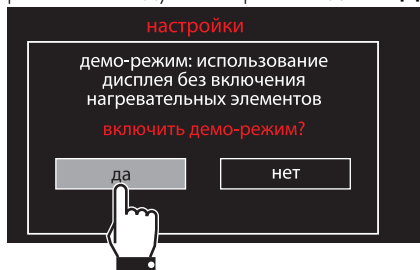 настройки
демо-режим: использование
дисплея без включения
нагревательных элементов
включить демо-режим?
да
нет